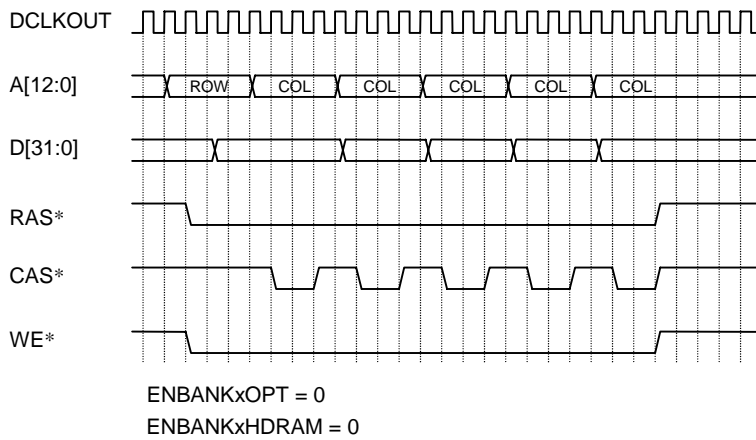 DCLKOUT
A[12:0] ROW COL COL COL COL COL
D[31:0]
RAS*
CAS*
WE*
ENBANKxOPT = 0
ENBANKxHDRAM = 0